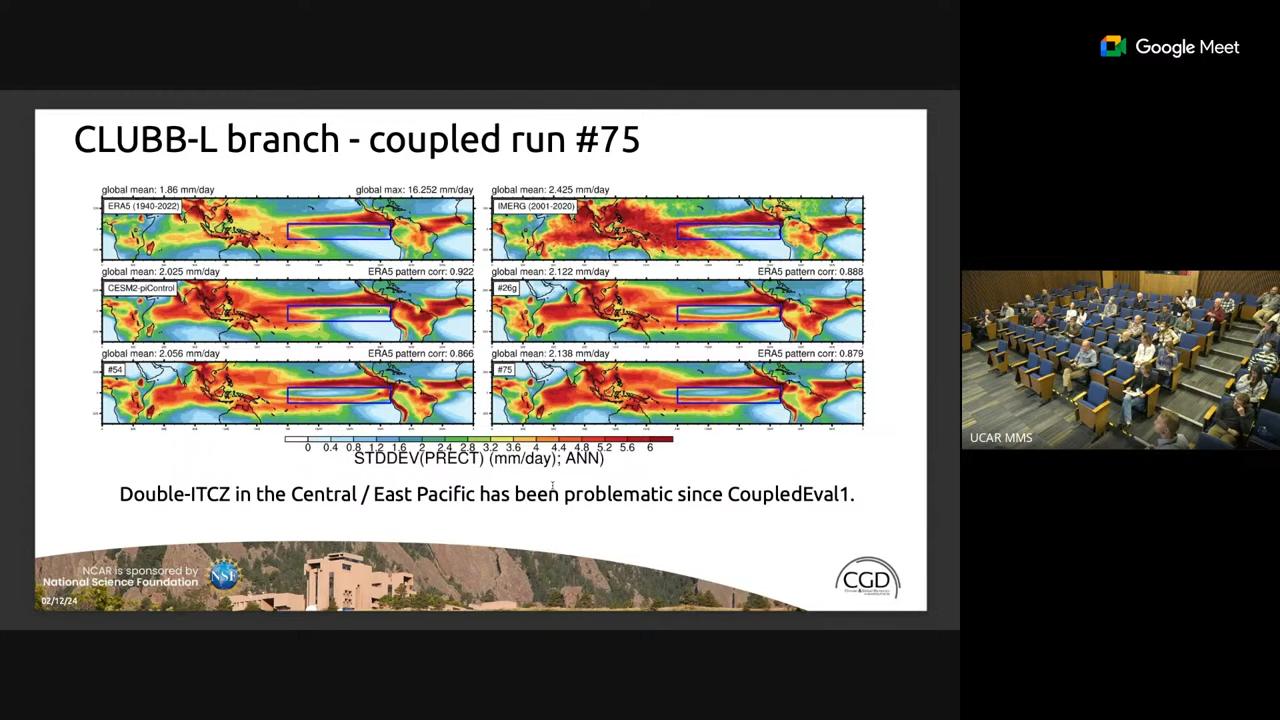 Google Meet
CLUBB-L branch - coupled run #75
global mean: 1.86 mm/day
global max: 16.252 mm/day
global mean: 2.425 mm/day
ERA5 (1940-2022)
IMERG (2001-2020)
global mean: 2.025 mm/day
ERA5 pattern corr: 0.922
global mean: 2.122 mm/day
ERA5 pattern corr: 0.888
CESM2-piControl
#26g
global mean: 2.056 mm/day
ERA5 pattern corr: 0.866
global mean: 2.138 mm/day
ERA5 pattern corr: 0.879
#54
#75
0 0.4 0.8 1.2 1.6 2 2.4 2.8 3.2 3.6 4 4.4 4.8 5.2 5.6 6
STDDEV(PRECT) (mm/day); ANN)
Double-ITCZ in the Central / East Pacific has been problematic since CoupledEval1.
NCAR is sponsored by
National Science Foundation
NSF
CGD
02/12/24
UCAR MMS